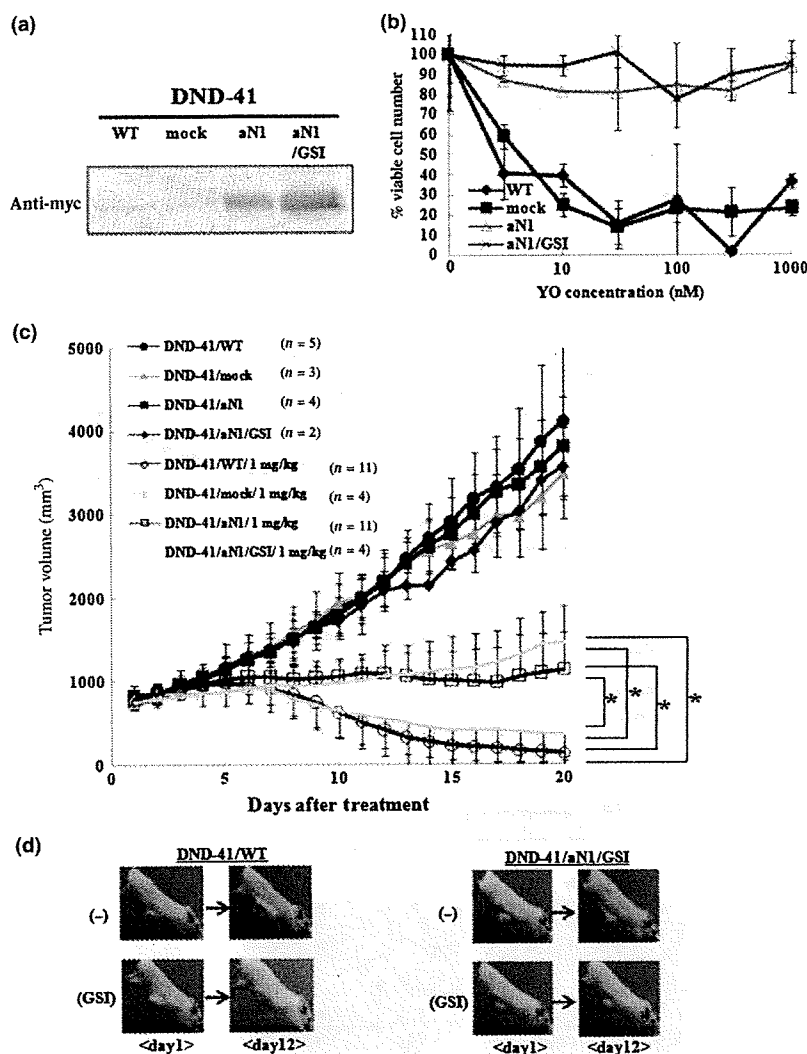 (a)
DND-41
WT mock aN1 aN1
/GSI
Anti-myc
(b)
110
100
90
80
70
60
50
40
30
20
10
0
% viable cell number
WT
mock
aN1
aN1/GSI
0 10 100 1000
YO concentration (nM)
(c)
5000
4000
3000
2000
1000
0
Tumor volume (mm³)
DND-41/WT (n = 5)
DND-41/mock (n = 3)
DND-41/aN1 (n = 4)
DND-41/aN1/GSI (n = 2)
DND-41/WT/1 mg/kg (n = 11)
DND-41/mock/1 mg/kg (n = 4)
DND-41/aN1/1 mg/kg (n = 11)
DND-41/aN1/GSI/1 mg/kg (n = 4)
* * * *
0 5 10 15 20
Days after treatment
(d)
DND-41/WT
(–)
(GSI)
<day1> <day12>
DND-41/aN1/GSI
(–)
(GSI)
<day1> <day12>